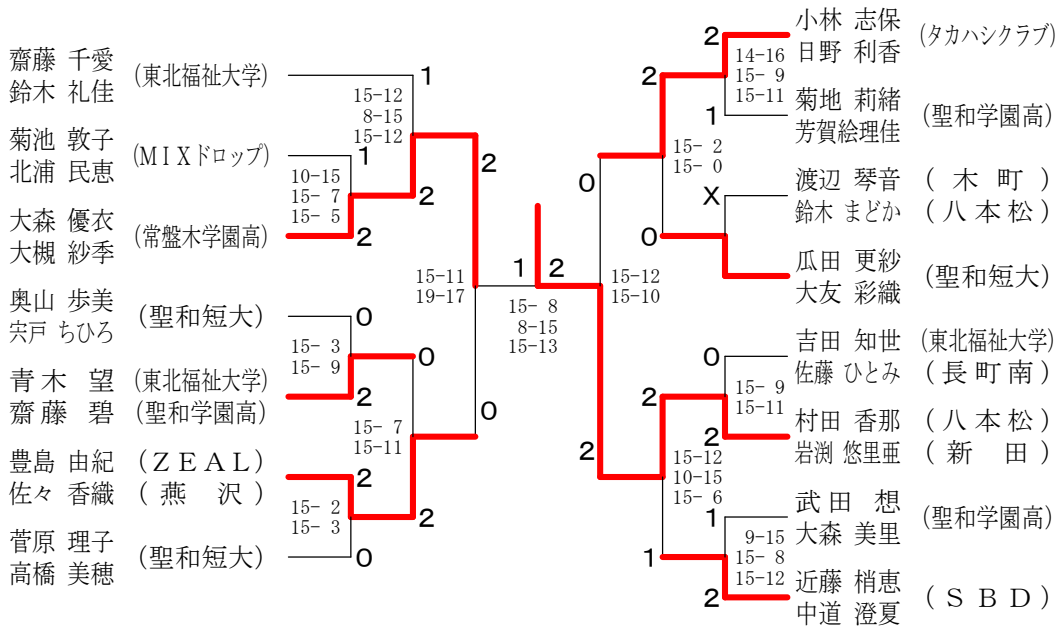 齋藤 千愛
鈴木 礼佳
(東北福祉大学)
1
15-12
8-15
15-12
菊池 敦子
北浦 民恵
(MIXドロップ)
1
10-15
15- 7
15- 5
2
大森 優衣
大槻 紗季
(常盤木学園高)
2
2
15-11
19-17
奥山 歩美
宍戸 ちひろ
(聖和短大)
0
15- 3
15- 9
0
青木 望 (東北福祉大学)
齋藤 碧 (聖和学園高)
2
15- 7
15-11
0
豊島 由紀 (ZEAL)
佐々 香織 (燕 沢)
2
15- 2
15- 3
2
菅原 理子
高橋 美穂
(聖和短大)
0
1 2
15- 8
8-15
15-13
小林 志保
日野 利香
(タカハシクラブ)
2
14-16
15- 9
15-11
2
菊地 莉緒
芳賀絵理佳
(聖和学園高)
1
15- 2
15- 0
0
渡辺 琴音 (木町)
鈴木 まどか (八本松)
X
0
瓜田 更紗
大友 彩織
(聖和短大)
15-12
15-10
吉田 知世 (東北福祉大学)
佐藤 ひとみ (長町南)
0
15- 9
15-11
2
村田 香那 (八本松)
岩渕 悠里亜 (新 田)
2
2
15-12
10-15
15- 6
武田 想
大森 美里
(聖和学園高)
1
9-15
15- 8
15-12
1
近藤 梢恵
中道 澄夏
(SBD)
2